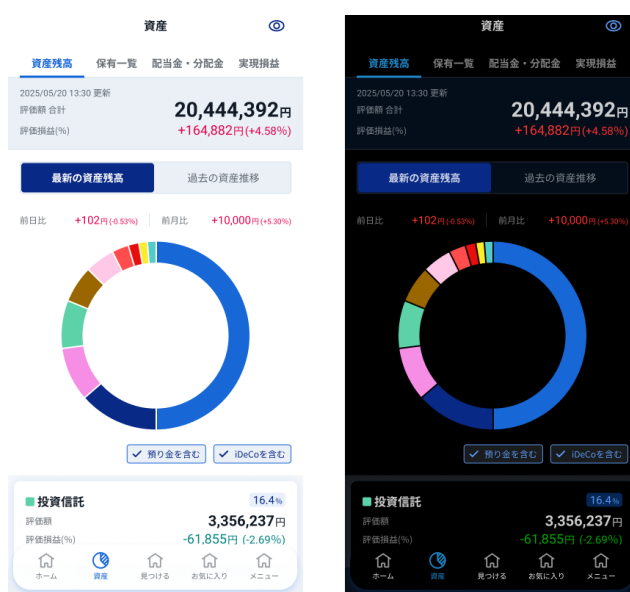 資産
資産残高 保有一覧 配当金・分配金 実現損益
2025/05/20 13:30 更新
評価額 合計 20,444,392円
評価損益(%) +164,882円(+4.58%)
最新の資産残高 過去の資産推移
前日比 +102円(-0.53%) 前月比 +10,000円(+5.30%)
預り金を含む iDeCoを含む
投資信託 16.4%
評価額 3,356,237円
評価損益(%) -61,855円 (-2.69%)
ホーム 資産 見つける お気に入り メニュー
資産
資産残高 保有一覧 配当金・分配金 実現損益
2025/05/20 13:30 更新
評価額 合計 20,444,392円
評価損益(%) +164,882円(+4.58%)
最新の資産残高 過去の資産推移
前日比 +102円(-0.53%) 前月比 +10,000円(+5.30%)
預り金を含む iDeCoを含む
投資信託 16.4%
評価額 3,356,237円
評価損益(%) -61,855円 (-2.69%)
ホーム 資産 見つける お気に入り メニュー